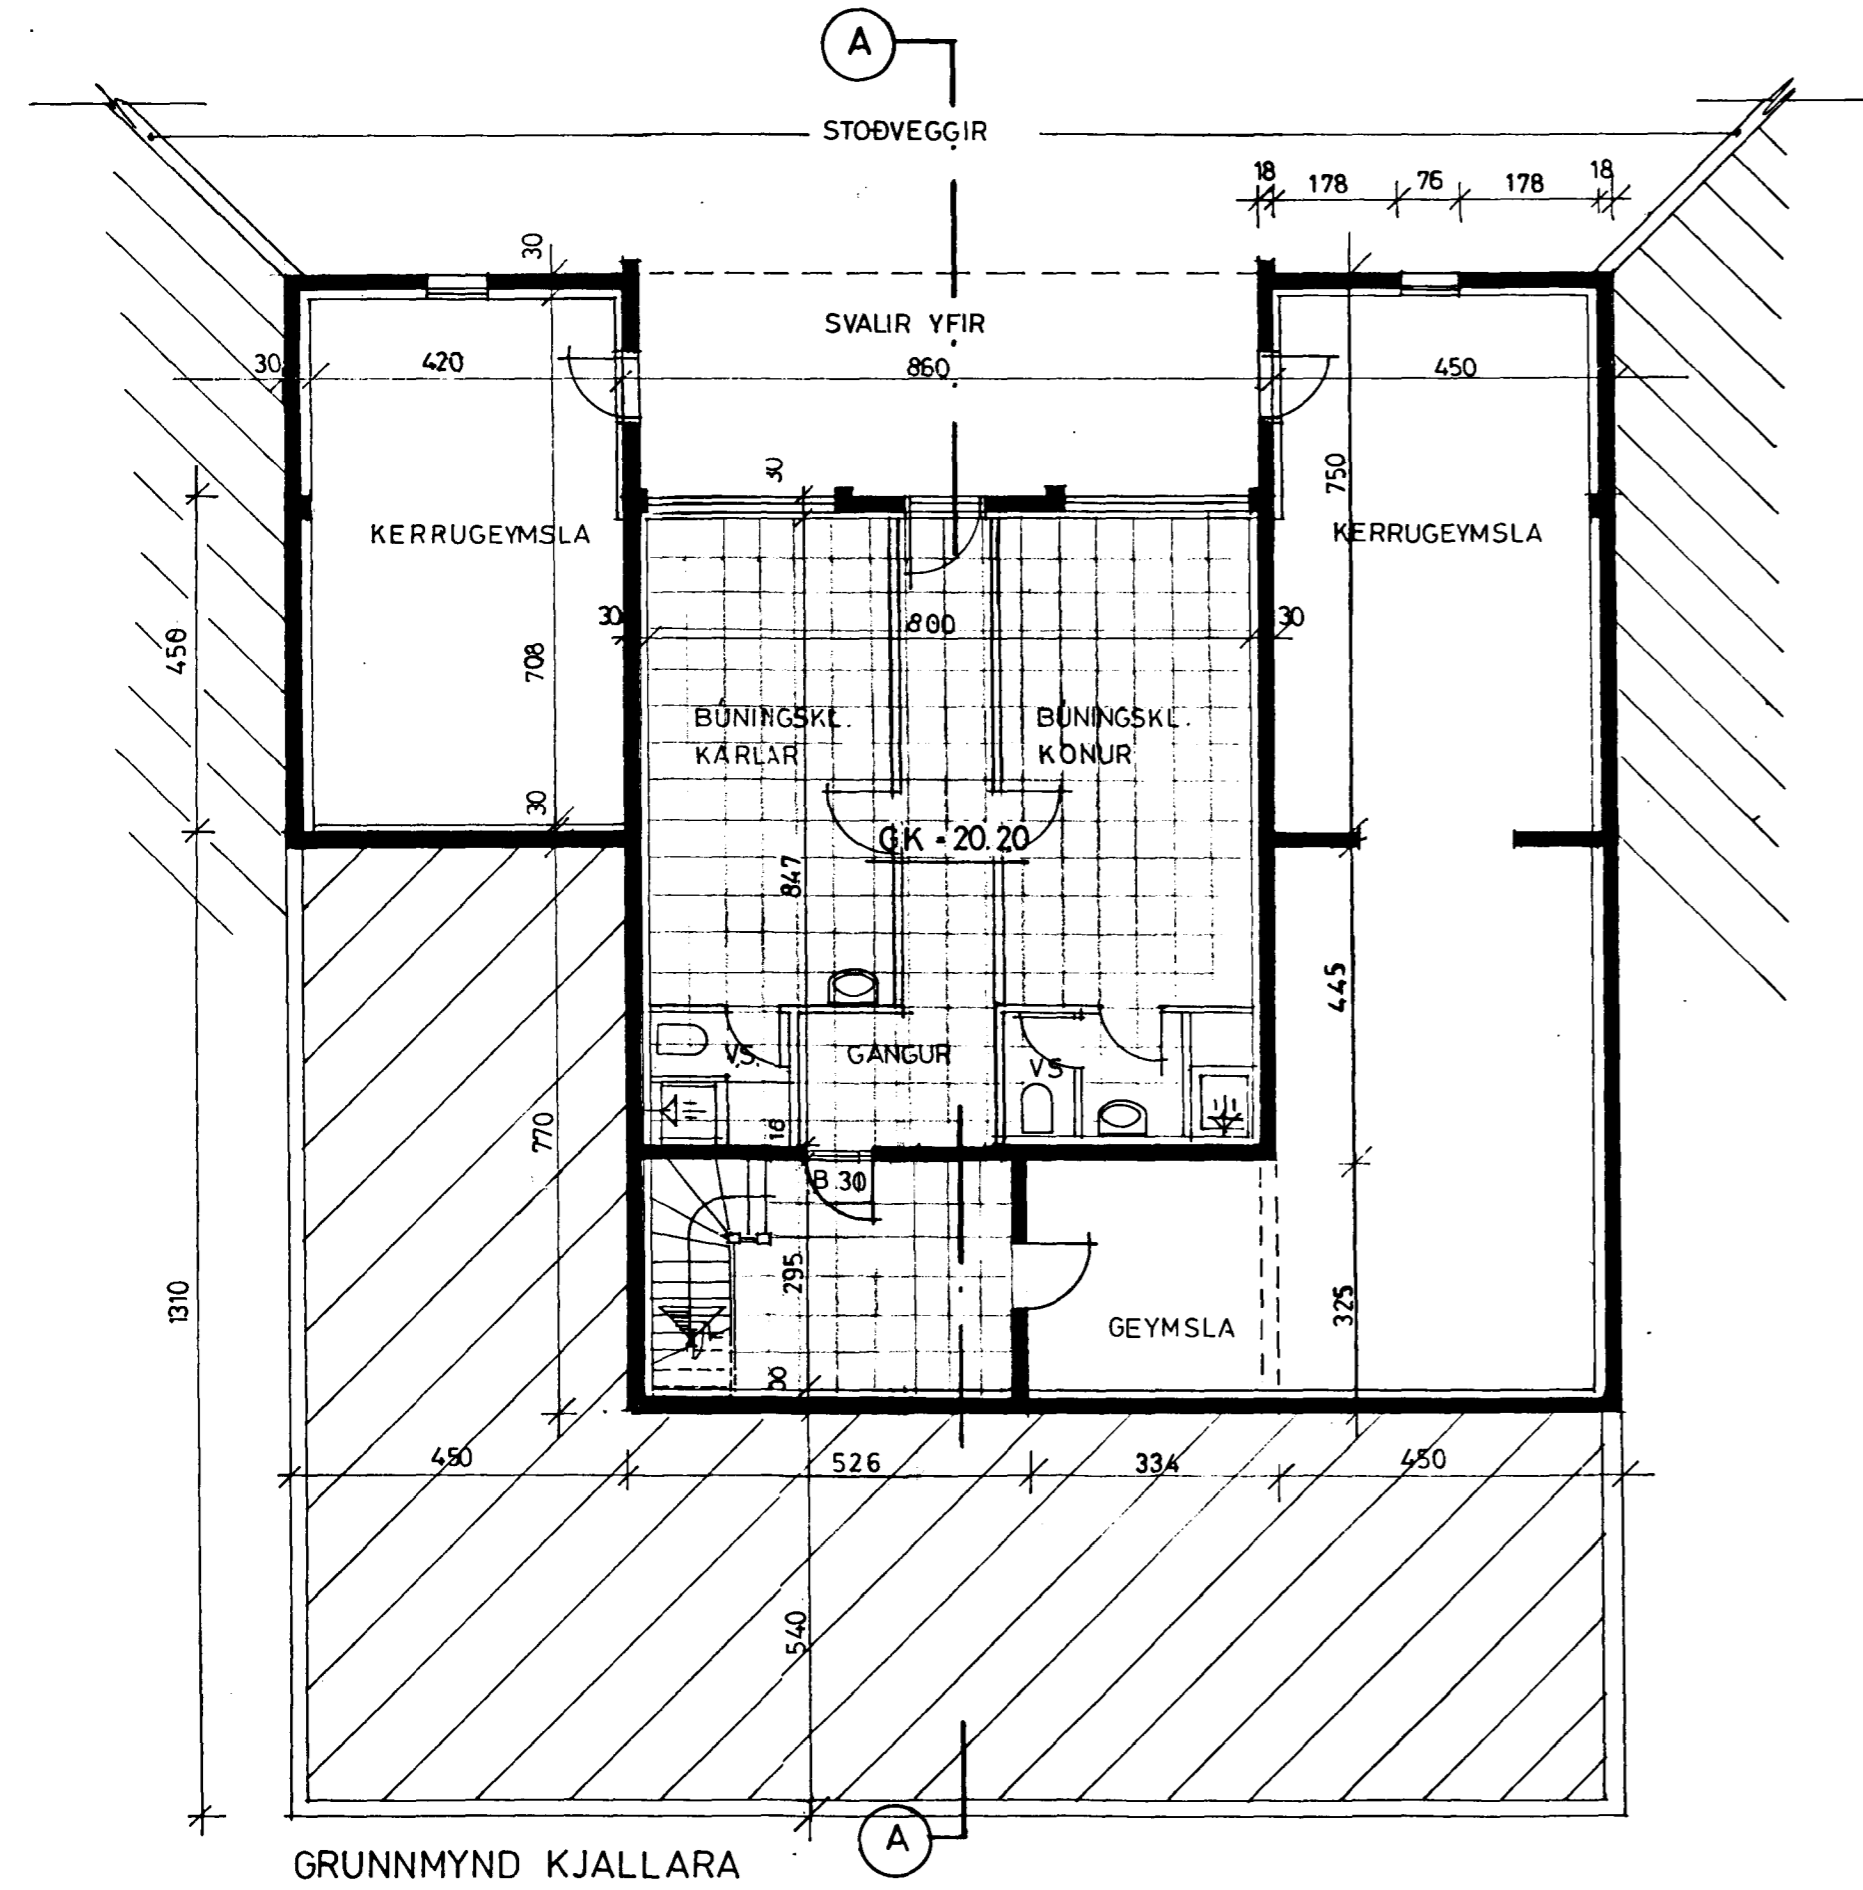 A
STOÐVEGGIR
18 178 76 178 18
30
SVALIR YFIR
30 420 860 450
30
750
KERRUGEYMSLA
KERRUGEYMSLA
30 800 30
450
708
BÚNINGSKL.
KARLAR
BÚNINGSKL.
KONUR
30
GK - 20.20
847
445
V.S.
GANGUR
VS
770
18
B 30
295
1310
325
GEYMSLA
30
450 526 334 450
540
A
GRUNNMYND KJALLARA